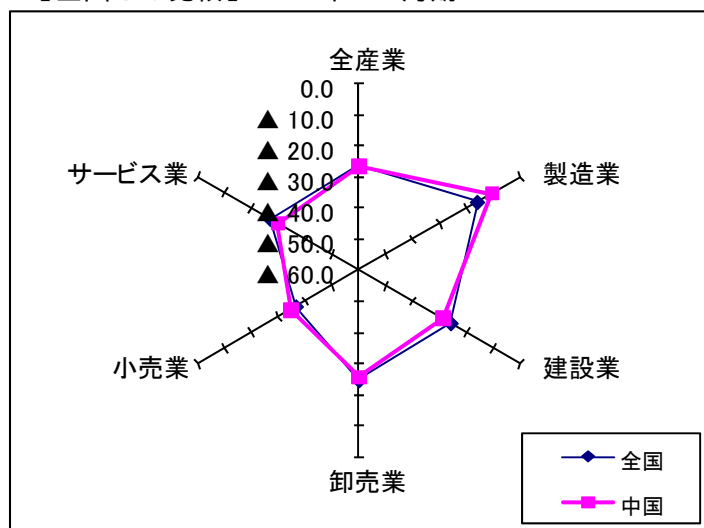 全産業
0.0
▲ 10.0
▲ 20.0
▲ 30.0
▲ 40.0
▲ 50.0
▲ 60.0
サービス業
製造業
小売業
建設業
卸売業
全国
中国